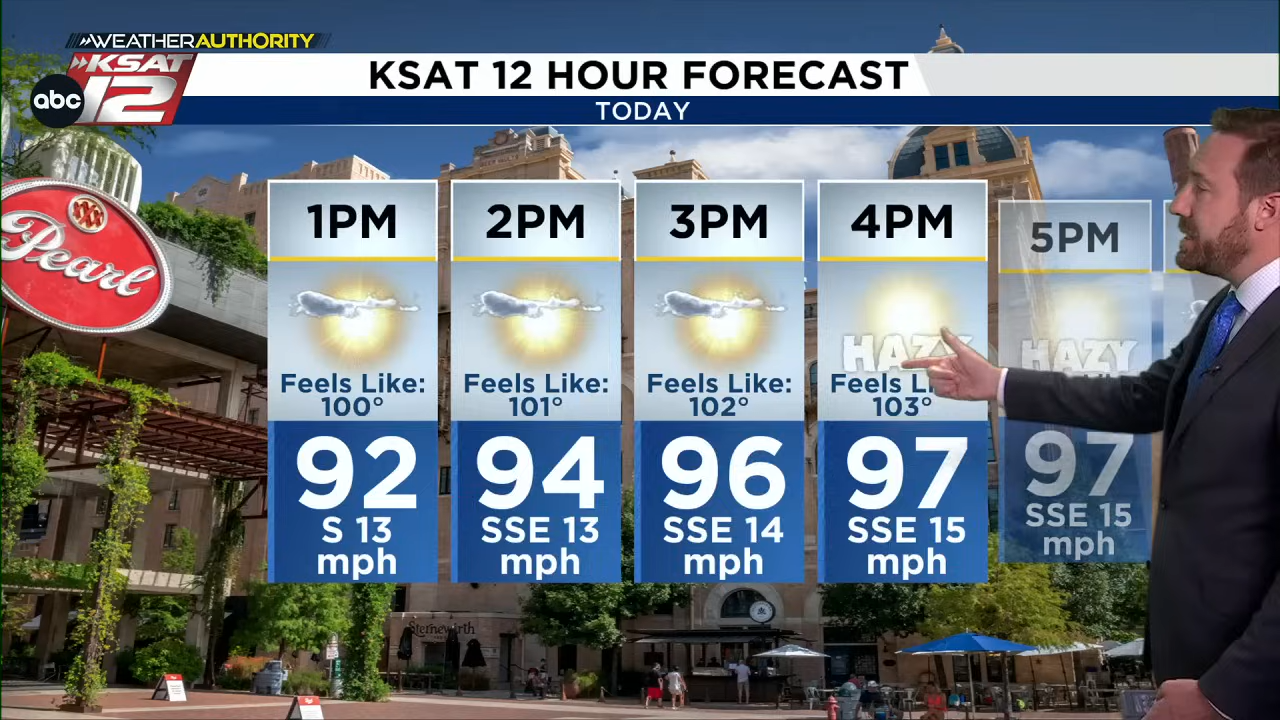 WEATHERAUTHORITY
KSAT
12
abc
KSAT 12 HOUR FORECAST
TODAY
Pearl
1PM
Feels Like:
100°
92
S 13
mph
2PM
Feels Like:
101°
94
SSE 13
mph
3PM
Feels Like:
102°
96
SSE 14
mph
4PM
HAZY
Feels Li
103°
97
SSE 15
mph
5PM
HAZY
97
SSE 15
mph
Sternewirth